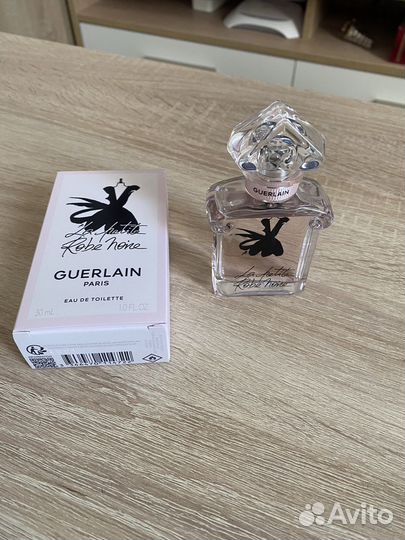 La Petite
Robe Noire
GUERLAIN
PARIS
EAU DE TOILETTE
30 mL
1.0 FL.OZ.
GUERLAIN
La Petite
Robe Noire
Avito